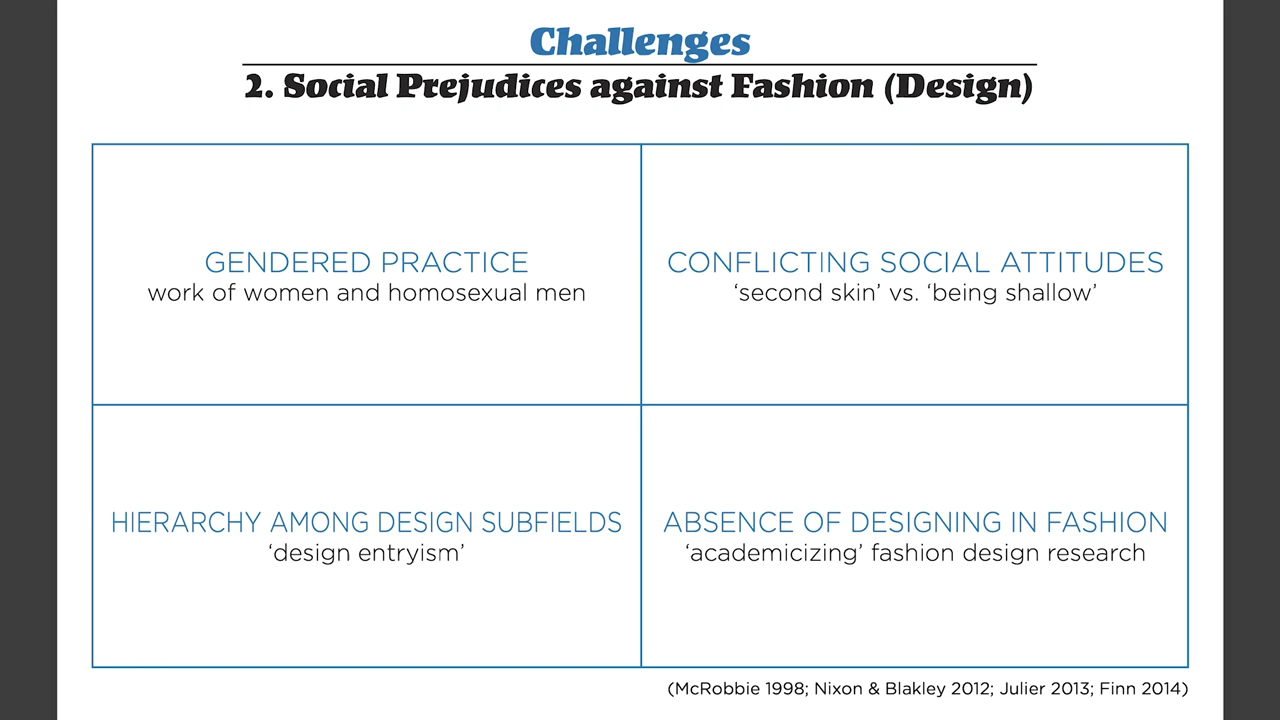 Challenges
2. Social Prejudices against Fashion (Design)
GENDERED PRACTICE
work of women and homosexual men
CONFLICTING SOCIAL ATTITUDES
‘second skin’ vs. ‘being shallow’
HIERARCHY AMONG DESIGN SUBFIELDS
‘design entryism’
ABSENCE OF DESIGNING IN FASHION
‘academicizing’ fashion design research
(McRobbie 1998; Nixon & Blakley 2012; Julier 2013; Finn 2014)